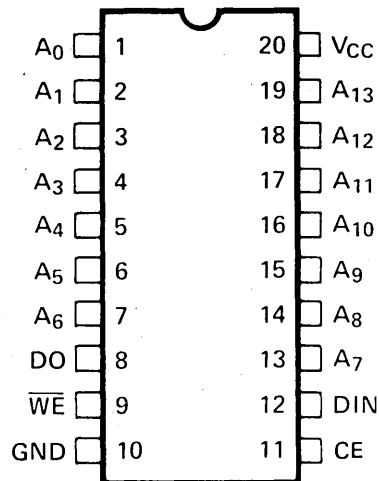 A0 1 20 VCC
A1 2 19 A13
A2 3 18 A12
A3 4 17 A11
A4 5 16 A10
A5 6 15 A9
A6 7 14 A8
DO 8 13 A7
W̅E̅ 9 12 DIN
GND 10 11 CE